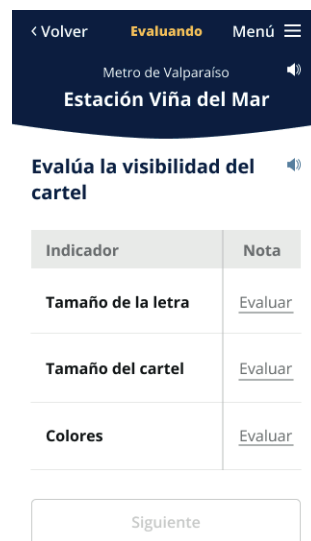 ‹ Volver Evaluando Menú
Metro de Valparaíso
Estación Viña del Mar
Evalúa la visibilidad del
cartel
Indicador Nota
Tamaño de la letra Evaluar
Tamaño del cartel Evaluar
Colores Evaluar
Siguiente